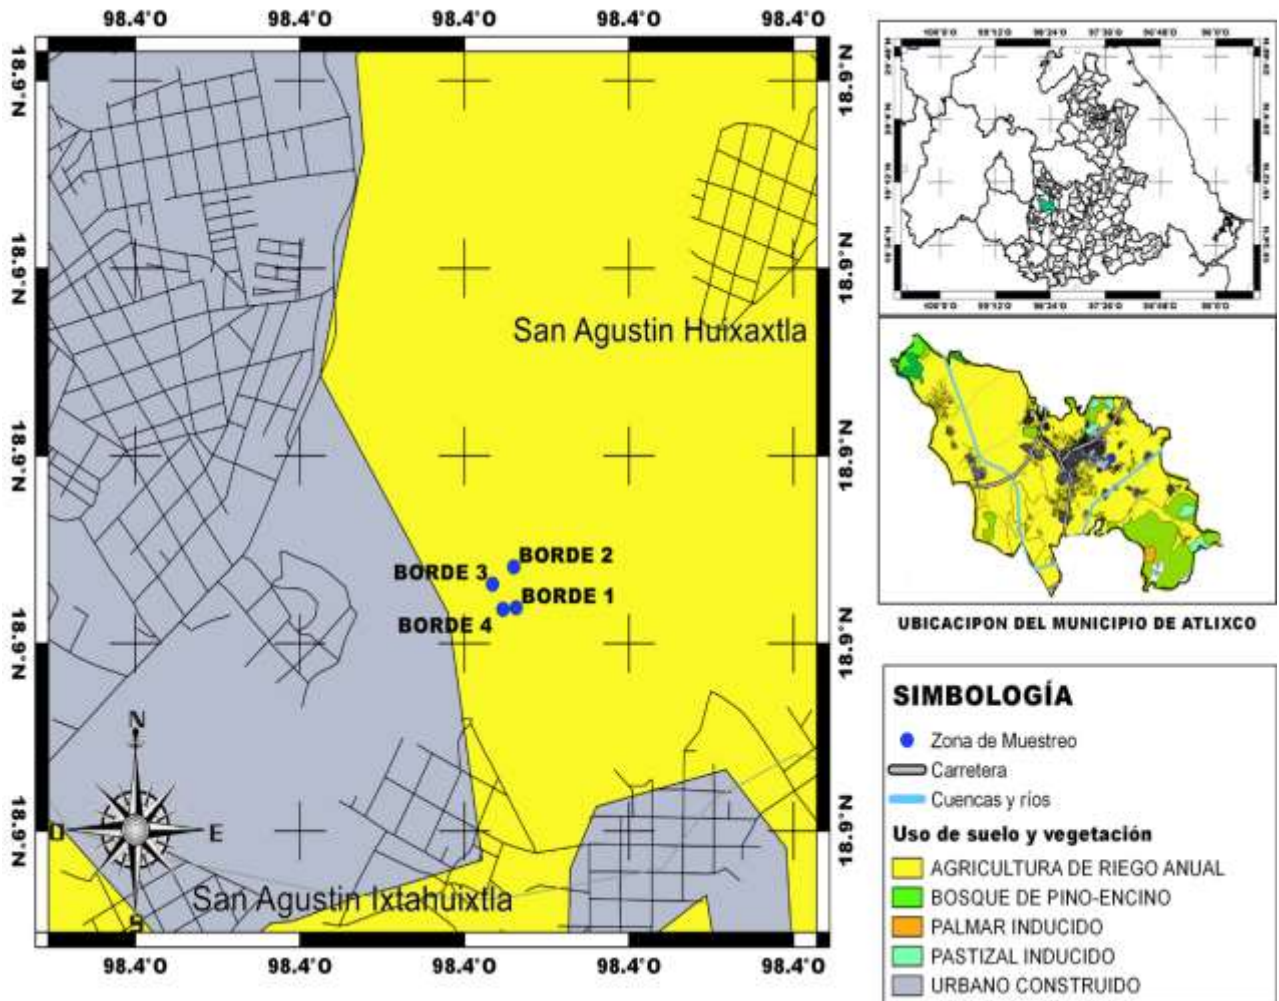 98.4°O 98.4°O 98.4°O 98.4°O 98.4°O
18.9°N 18.9°N
18.9°N 18.9°N
18.9°N 18.9°N
18.9°N 18.9°N
18.9°N 18.9°N
San Agustin Huixaxtla
BORDE 2
BORDE 3
BORDE 1
BORDE 4
N
O E
S
San Agustin Ixtahuixtla
98.4°O 98.4°O 98.4°O 98.4°O 98.4°O
UBICACIPON DEL MUNICIPIO DE ATLIXCO
SIMBOLOGÍA
Zona de Muestreo
Carretera
Cuencas y ríos
Uso de suelo y vegetación
AGRICULTURA DE RIEGO ANUAL
BOSQUE DE PINO-ENCINO
PALMAR INDUCIDO
PASTIZAL INDUCIDO
URBANO CONSTRUIDO